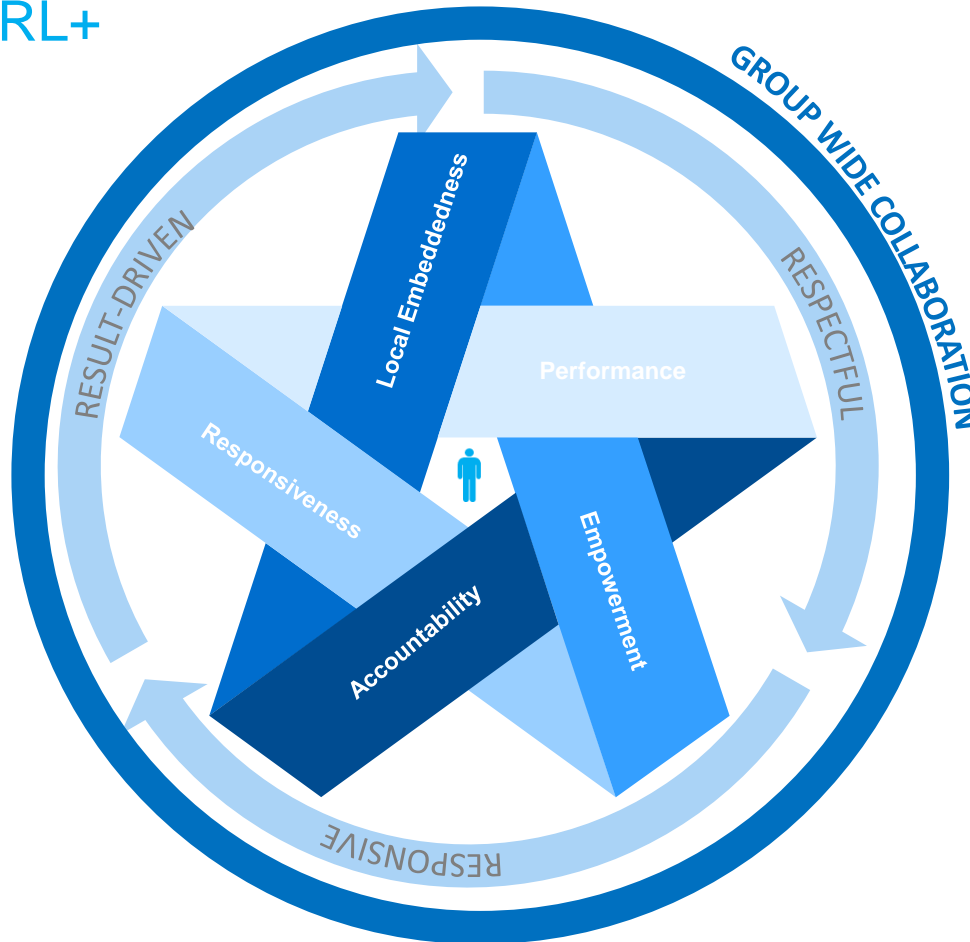 RL+
GROUP WIDE COLLABORATION
RESULT-DRIVEN
RESPECTFUL
Local Embeddedness
Performance
Responsiveness
Empowerment
Accountability
RESPONSIVE